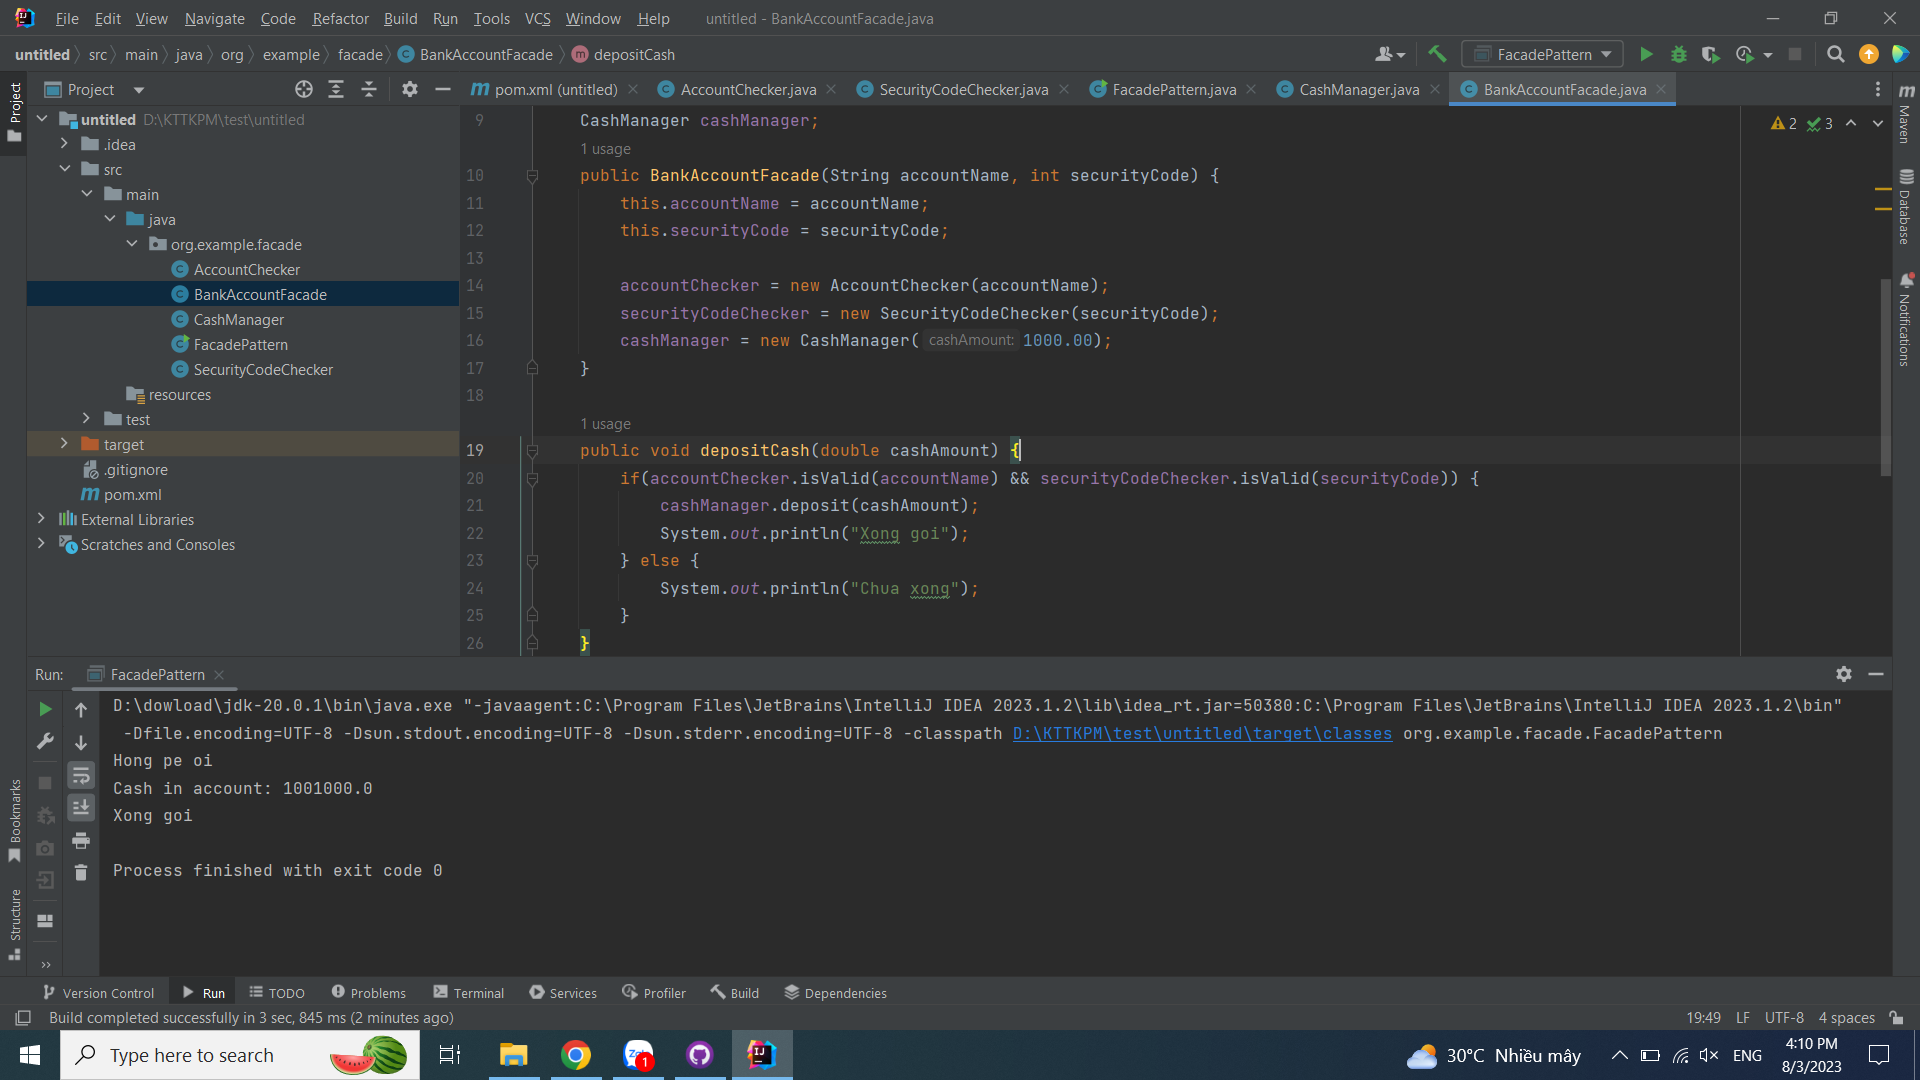 File Edit View Navigate Code Refactor Build Run Tools VCS Window Help untitled - BankAccountFacade.java
untitled src main java org example facade BankAccountFacade depositCash FacadePattern
Project pom.xml (untitled) AccountChecker.java SecurityCodeChecker.java FacadePattern.java CashManager.java BankAccountFacade.java
Project
untitled D:\KTTKPM\test\untitled
.idea
src
main
java
org.example.facade
AccountChecker
BankAccountFacade
CashManager
FacadePattern
SecurityCodeChecker
resources
test
target
.gitignore
pom.xml
External Libraries
Scratches and Consoles
2 3
9 CashManager cashManager;
1 usage
10 public BankAccountFacade(String accountName, int securityCode) {
11 this.accountName = accountName;
12 this.securityCode = securityCode;
13
14 accountChecker = new AccountChecker(accountName);
15 securityCodeChecker = new SecurityCodeChecker(securityCode);
16 cashManager = new CashManager( cashAmount: 1000.00);
17 }
18
1 usage
19 public void depositCash(double cashAmount) {
20 if(accountChecker.isValid(accountName) && securityCodeChecker.isValid(securityCode)) {
21 cashManager.deposit(cashAmount);
22 System.out.println("Xong goi");
23 } else {
24 System.out.println("Chua xong");
25 }
26 }
Maven
Database
Notifications
Run: FacadePattern
D:\dowload\jdk-20.0.1\bin\java.exe "-javaagent:C:\Program Files\JetBrains\IntelliJ IDEA 2023.1.2\lib\idea_rt.jar=50380:C:\Program Files\JetBrains\IntelliJ IDEA 2023.1.2\bin"
-Dfile.encoding=UTF-8 -Dsun.stdout.encoding=UTF-8 -Dsun.stderr.encoding=UTF-8 -classpath D:\KTTKPM\test\untitled\target\classes org.example.facade.FacadePattern
Hong pe oi
Cash in account: 1001000.0
Xong goi
Process finished with exit code 0
Bookmarks
Structure
Version Control Run TODO Problems Terminal Services Profiler Build Dependencies
Build completed successfully in 3 sec, 845 ms (2 minutes ago) 19:49 LF UTF-8 4 spaces
Type here to search Zalo 1 IJ 30°C Nhiều mây ENG 4:10 PM
8/3/2023